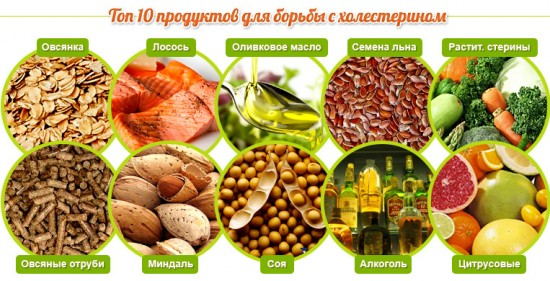 Топ 10 продуктов для борьбы с холестерином
Овсянка Лосось Оливковое масло Семена льна Растит. стерины
Овсяные отруби Миндаль Соя Алкоголь Цитрусовые